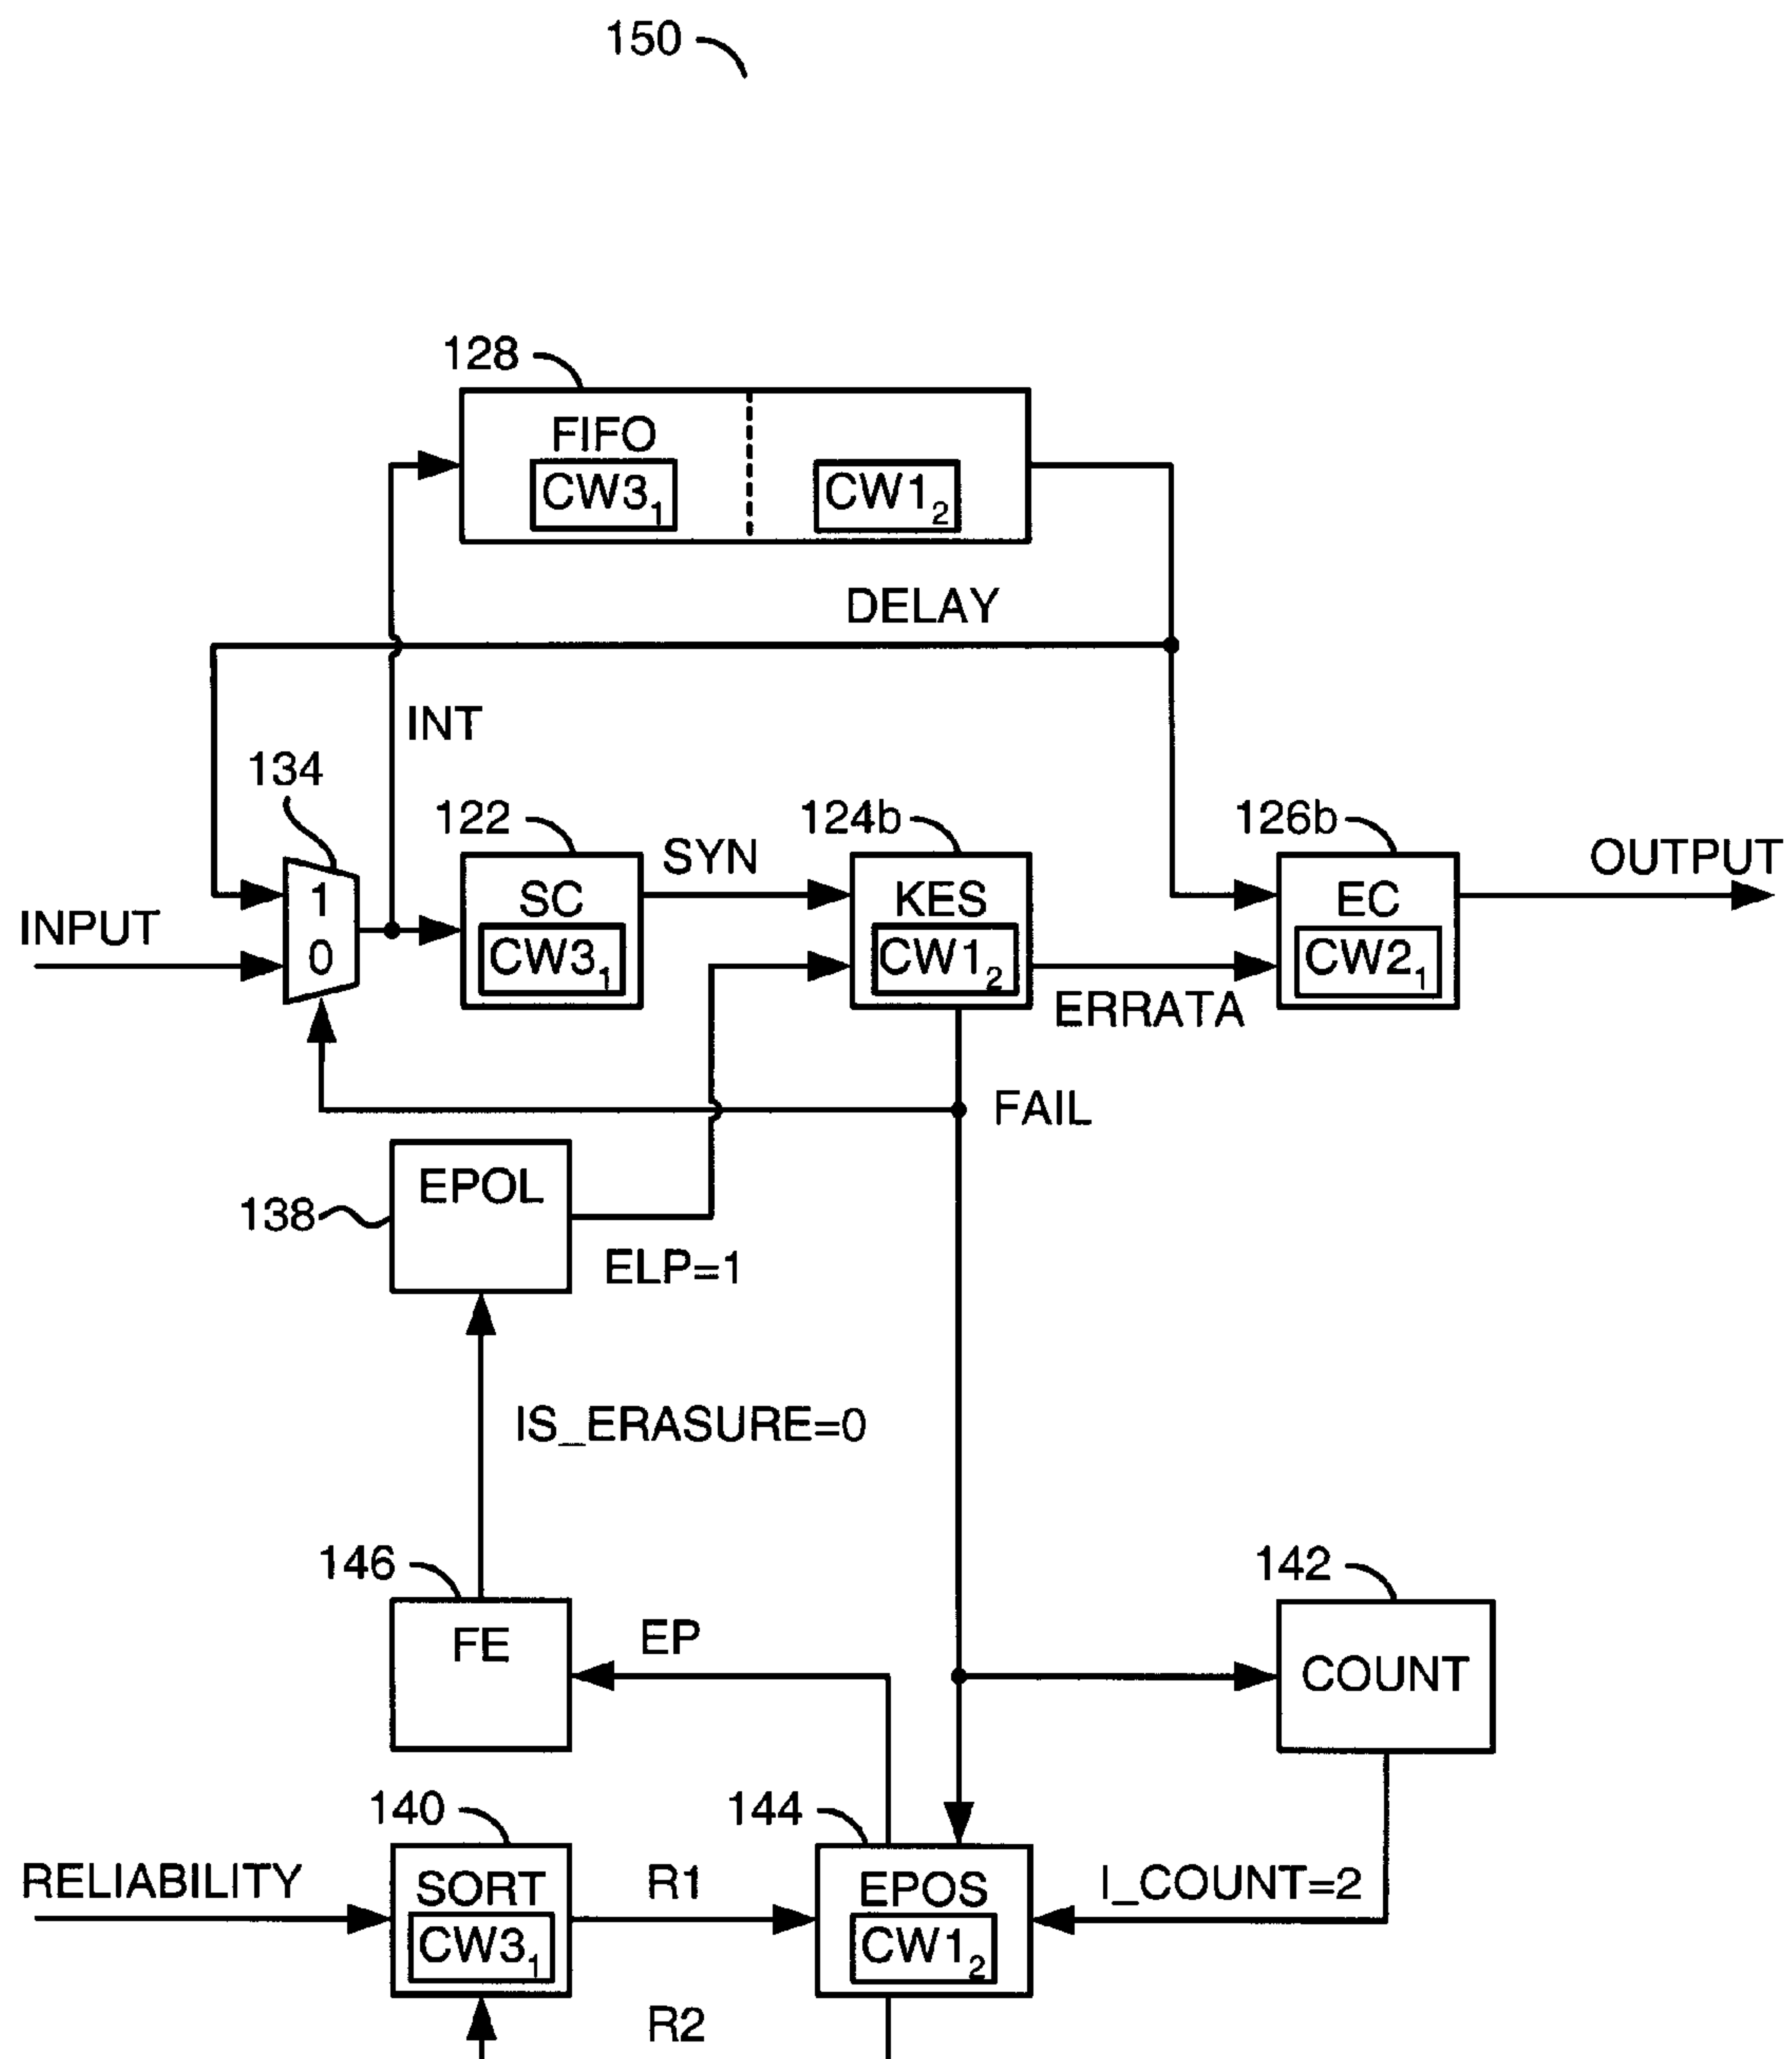 150
128
FIFO
CW3₁
CW1₂
DELAY
INT
134
122
124b
126b
SYN
OUTPUT
1
SC
KES
EC
INPUT
0
CW3₁
CW1₂
CW2₁
ERRATA
FAIL
EPOL
138
ELP=1
IS_ERASURE=0
146
142
FE
EP
COUNT
140
144
RELIABILITY
SORT
R1
EPOS
I_COUNT=2
CW3₁
CW1₂
R2